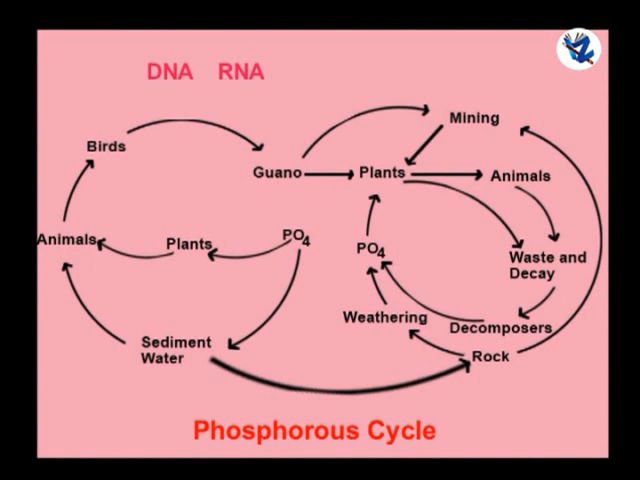 DNA RNA
Mining
Birds
Guano
Plants
Animals
Animals
Plants
PO4
PO4
Waste and
Decay
Weathering
Decomposers
Sediment
Water
Rock
Phosphorous Cycle